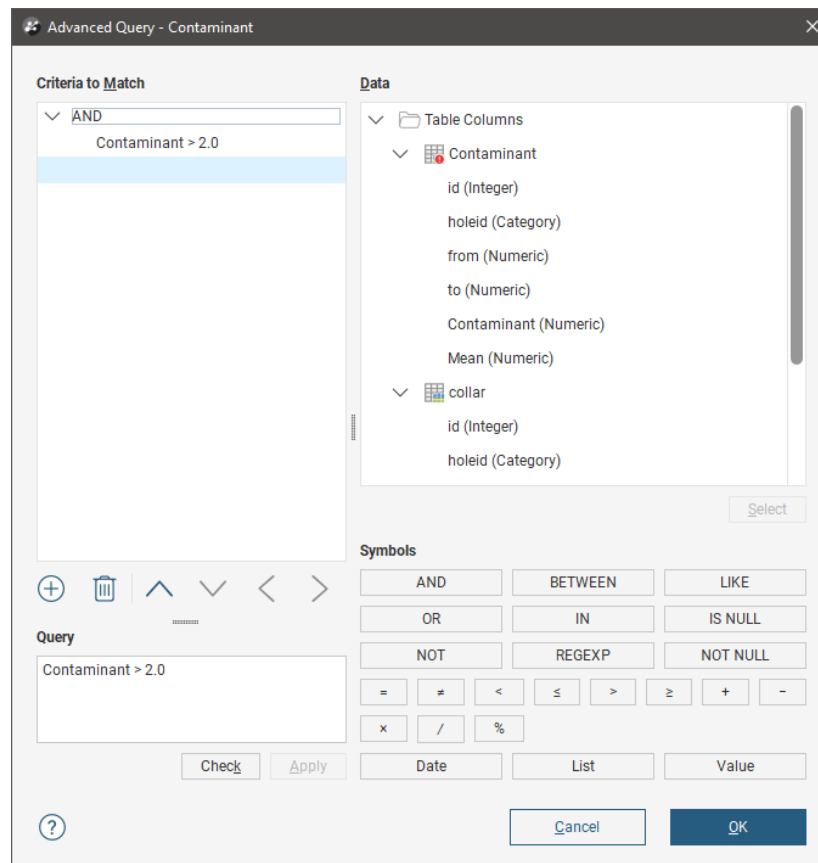 Advanced Query - Contaminant
Criteria to Match
AND
Contaminant > 2.0
Query
Contaminant > 2.0
Check
Apply
Data
Table Columns
Contaminant
id (Integer)
holeid (Category)
from (Numeric)
to (Numeric)
Contaminant (Numeric)
Mean (Numeric)
collar
id (Integer)
holeid (Category)
Select
Symbols
AND BETWEEN LIKE
OR IN IS NULL
NOT REGEXP NOT NULL
= ≠ < ≤ > ≥ + −
× / %
Date List Value
? Cancel OK